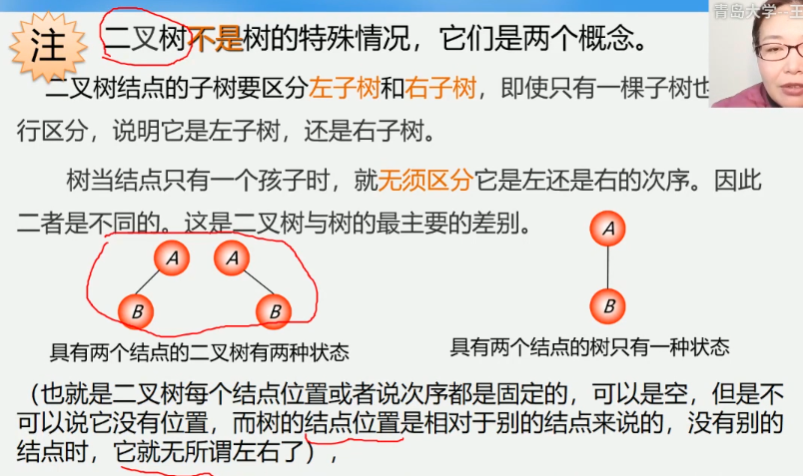 青岛大学-王
注
二叉树不是树的特殊情况，它们是两个概念。
二叉树结点的子树要区分左子树和右子树，即使只有一棵子树也
行区分，说明它是左子树，还是右子树。
树当结点只有一个孩子时，就无须区分它是左还是右的次序。因此
二者是不同的。这是二叉树与树的最主要的差别。
A A A
B B B
具有两个结点的二叉树有两种状态
具有两个结点的树只有一种状态
（也就是二叉树每个结点位置或者说次序都是固定的，可以是空，但是不
可以说它没有位置，而树的结点位置是相对于别的结点来说的，没有别的
结点时，它就无所谓左右了），